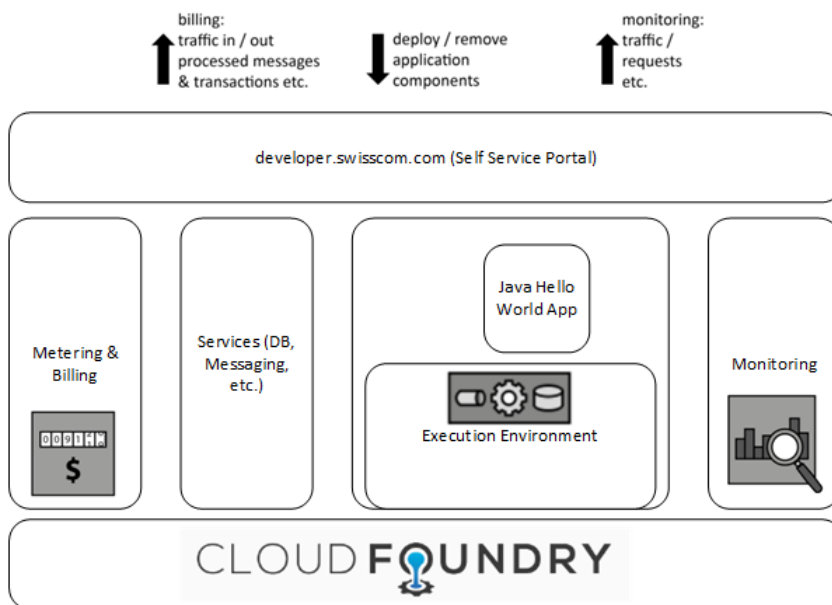 billing:
traffic in / out
processed messages
& transactions etc.
deploy / remove
application
components
monitoring:
traffic /
requests
etc.
developer.swisscom.com (Self Service Portal)
Metering &
Billing
$
Services (DB,
Messaging,
etc.)
Java Hello
World App
Execution Environment
Monitoring
CLOUD FOUNDRY